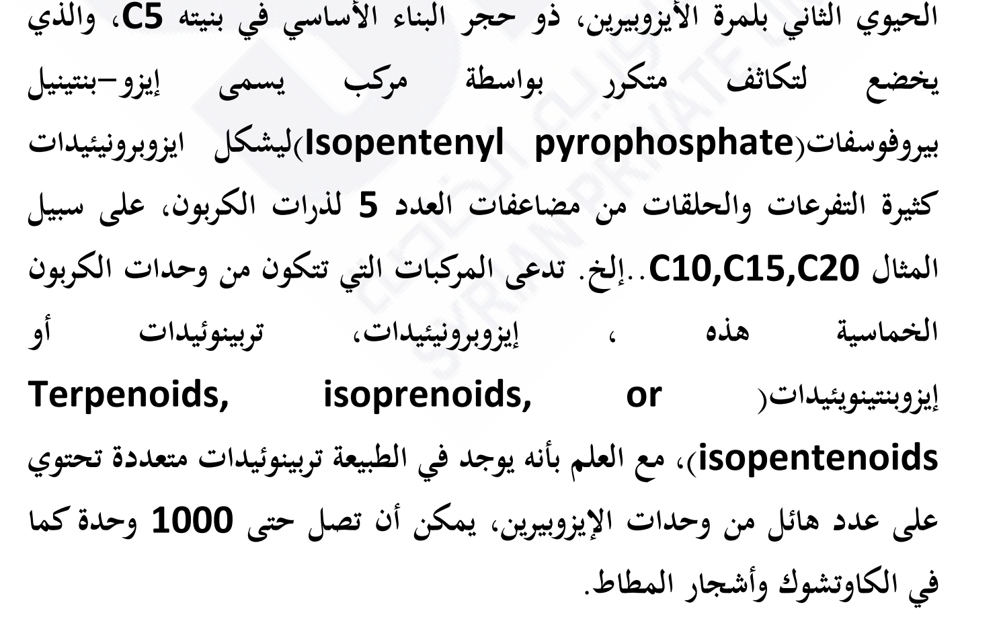 الحيوي الثاني بلمرة الأيزوبيرين، ذو حجر البناء الأساسي في بنيته C5، والذي
يخضع لتكاثف متكرر بواسطة مركب يسمى إيزو-بنتينيل
بيروفوسفات(Isopentenyl pyrophosphate)ليشكل ايزوبرونيئيدات
كثيرة التفرعات والحلقات من مضاعفات العدد 5 لذرات الكربون، على سبيل
المثال C10,C15,C20..إلخ. تدعى المركبات التي تتكون من وحدات الكربون
الخماسية هذه ، إيزوبرونيئيدات، تربينوئيدات أو
إيزوبنتينويئيدات( Terpenoids, isoprenoids, or
isopentenoids)، مع العلم بأنه يوجد في الطبيعة تربينوئيدات متعددة تحتوي
على عدد هائل من وحدات الإيزوبيرين، يمكن أن تصل حتى 1000 وحدة كما
في الكاوتشوك وأشجار المطاط.